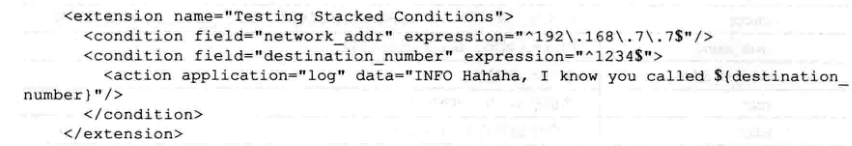 <extension name="Testing Stacked Conditions">
<condition field="network_addr" expression="^192\.168\.7\.7$"/>
<condition field="destination_number" expression="^1234$">
<action application="log" data="INFO Hahaha, I know you called ${destination_
number}"/>
</condition>
</extension>